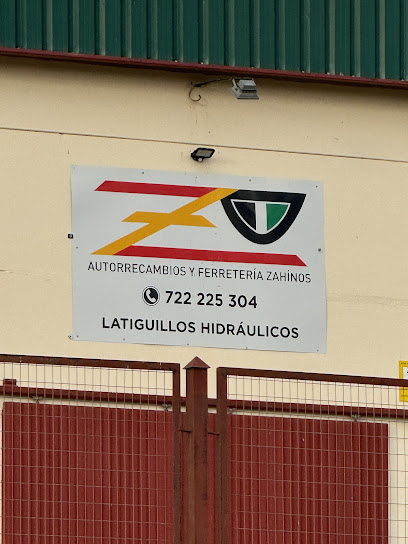 AUTORRECAMBIOS Y FERRETERÍA ZAHÍNOS
722 225 304
LATIGUILLOS HIDRÁULICOS